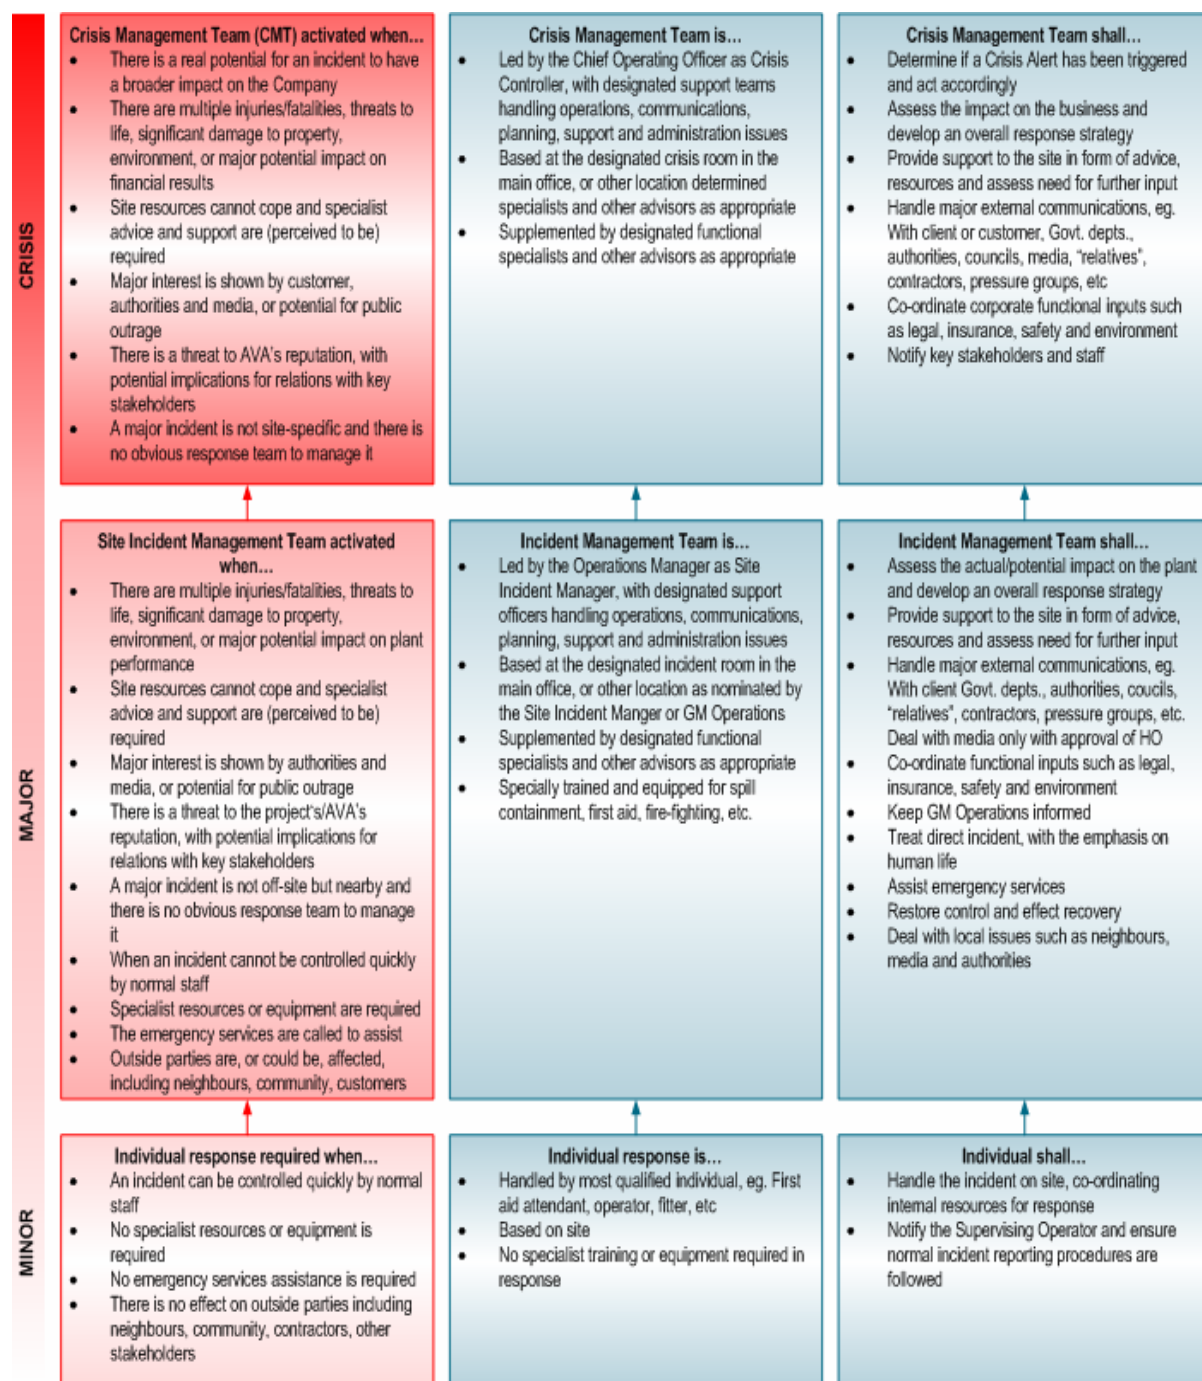 CRISIS
Crisis Management Team (CMT) activated when…
• There is a real potential for an incident to have
a broader impact on the Company
• There are multiple injuries/fatalities, threats to
life, significant damage to property,
environment, or major potential impact on
financial results
• Site resources cannot cope and specialist
advice and support are (perceived to be)
required
• Major interest is shown by customer,
authorities and media, or potential for public
outrage
• There is a threat to AVA's reputation, with
potential implications for relations with key
stakeholders
• A major incident is not site-specific and there is
no obvious response team to manage it
Crisis Management Team is…
• Led by the Chief Operating Officer as Crisis
Controller, with designated support teams
handling operations, communications,
planning, support and administration issues
• Based at the designated crisis room in the
main office, or other location determined
specialists and other advisors as appropriate
• Supplemented by designated functional
specialists and other advisors as appropriate
Crisis Management Team shall…
• Determine if a Crisis Alert has been triggered
and act accordingly
• Assess the impact on the business and
develop an overall response strategy
• Provide support to the site in form of advice,
resources and assess need for further input
• Handle major external communications, eg.
With client or customer, Govt. depts.,
authorities, councils, media, “relatives”,
contractors, pressure groups, etc
• Co-ordinate corporate functional inputs such
as legal, insurance, safety and environment
• Notify key stakeholders and staff
MAJOR
Site Incident Management Team activated
when…
• There are multiple injuries/fatalities, threats to
life, significant damage to property,
environment, or major potential impact on plant
performance
• Site resources cannot cope and specialist
advice and support are (perceived to be)
required
• Major interest is shown by authorities and
media, or potential for public outrage
• There is a threat to the project's/AVA's
reputation, with potential implications for
relations with key stakeholders
• A major incident is not off-site but nearby and
there is no obvious response team to manage
it
• When an incident cannot be controlled quickly
by normal staff
• Specialist resources or equipment are required
• The emergency services are called to assist
• Outside parties are, or could be, affected,
including neighbours, community, customers
Incident Management Team is…
• Led by the Operations Manager as Site
Incident Manager, with designated support
officers handling operations, communications,
planning, support and administration issues
• Based at the designated incident room in the
main office, or other location as nominated by
the Site Incident Manger or GM Operations
• Supplemented by designated functional
specialists and other advisors as appropriate
• Specially trained and equipped for spill
containment, first aid, fire-fighting, etc.
Incident Management Team shall…
• Assess the actual/potential impact on the plant
and develop an overall response strategy
• Provide support to the site in form of advice,
resources and assess need for further input
• Handle major external communications, eg.
With client Govt. depts., authorities, coucils,
“relatives”, contractors, pressure groups, etc.
Deal with media only with approval of HO
• Co-ordinate functional inputs such as legal,
insurance, safety and environment
• Keep GM Operations informed
• Treat direct incident, with the emphasis on
human life
• Assist emergency services
• Restore control and effect recovery
• Deal with local issues such as neighbours,
media and authorities
MINOR
Individual response required when…
• An incident can be controlled quickly by normal
staff
• No specialist resources or equipment is
required
• No emergency services assistance is required
• There is no effect on outside parties including
neighbours, community, contractors, other
stakeholders
Individual response is…
• Handled by most qualified individual, eg. First
aid attendant, operator, fitter, etc
• Based on site
• No specialist training or equipment required in
response
Individual shall…
• Handle the incident on site, co-ordinating
internal resources for response
• Notify the Supervising Operator and ensure
normal incident reporting procedures are
followed